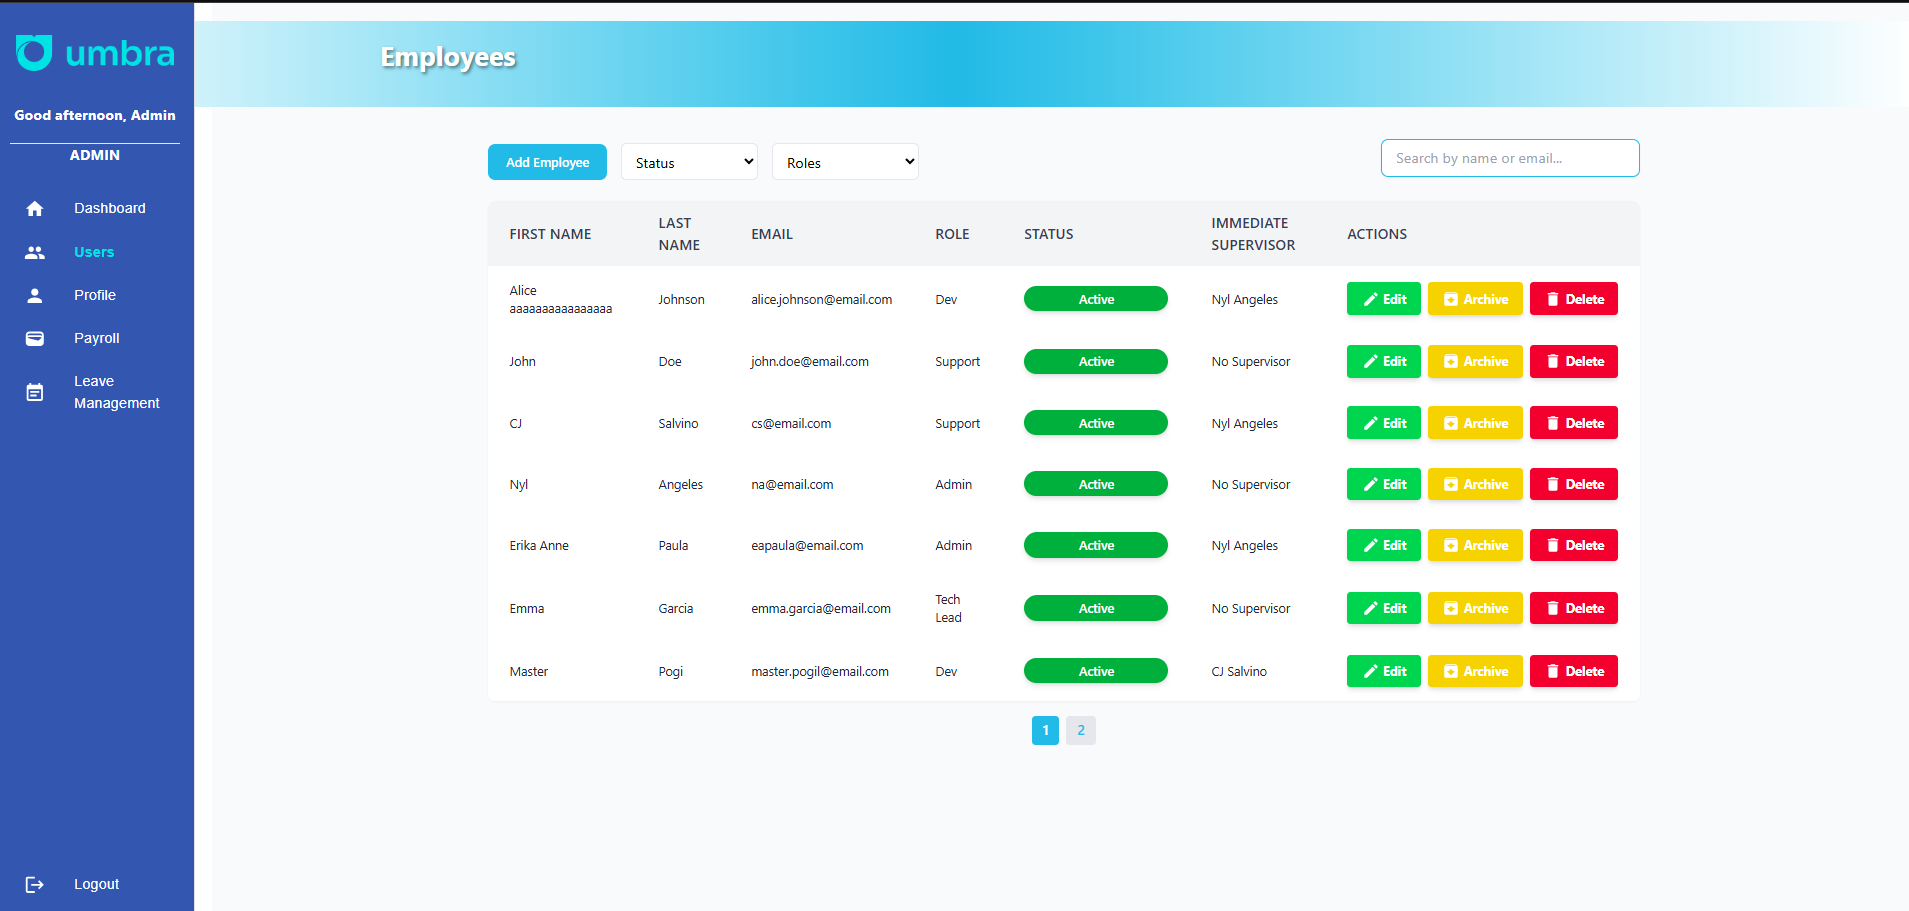 umbra
Good afternoon, Admin
ADMIN
Dashboard
Users
Profile
Payroll
Leave
Management
Logout
Employees
Add Employee Status Roles Search by name or email...
FIRST NAME LAST NAME EMAIL ROLE STATUS IMMEDIATE SUPERVISOR ACTIONS
Alice aaaaaaaaaaaaaaaa Johnson alice.johnson@email.com Dev Active Nyl Angeles Edit Archive Delete
John Doe john.doe@email.com Support Active No Supervisor Edit Archive Delete
CJ Salvino cs@email.com Support Active Nyl Angeles Edit Archive Delete
Nyl Angeles na@email.com Admin Active No Supervisor Edit Archive Delete
Erika Anne Paula eapaula@email.com Admin Active Nyl Angeles Edit Archive Delete
Emma Garcia emma.garcia@email.com Tech Lead Active No Supervisor Edit Archive Delete
Master Pogi master.pogil@email.com Dev Active CJ Salvino Edit Archive Delete
1 2